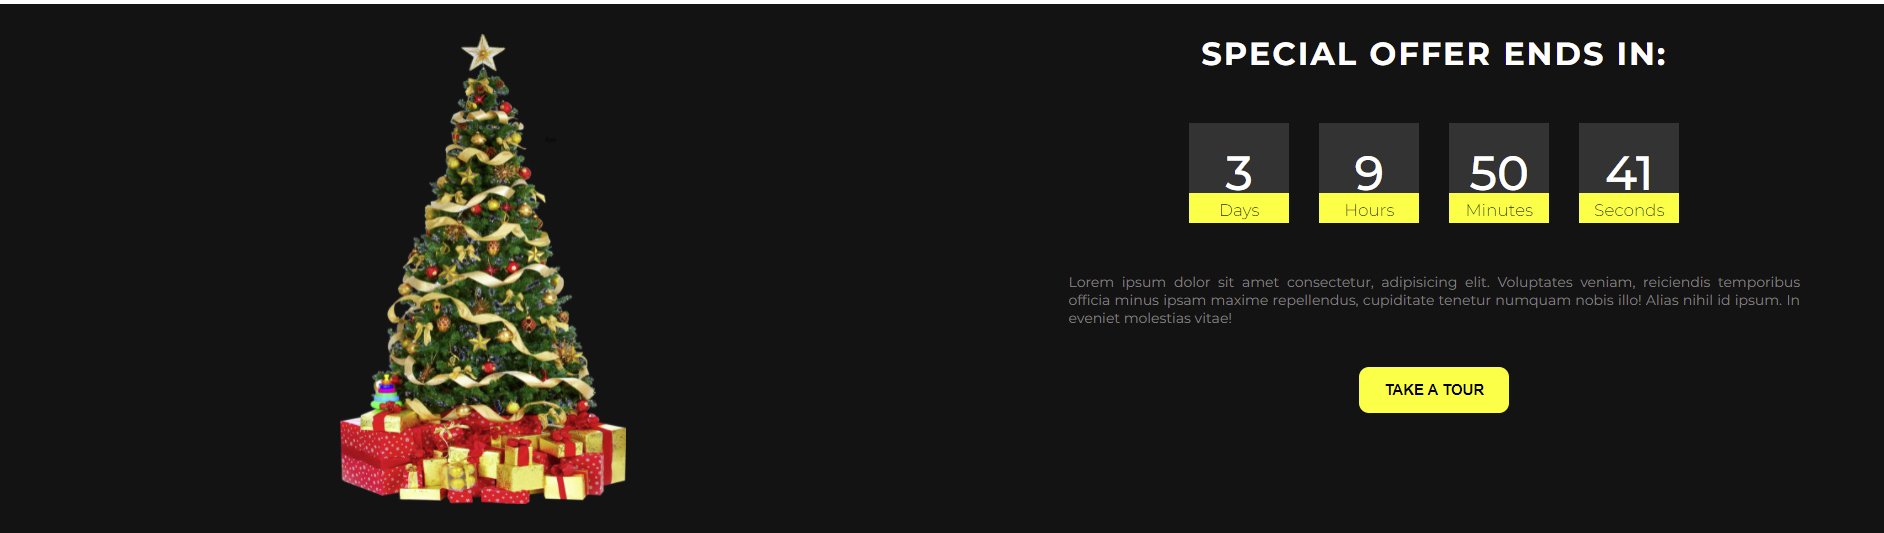 SPECIAL OFFER ENDS IN:
3 9 50 41
Days Hours Minutes Seconds
Lorem ipsum dolor sit amet consectetur, adipisicing elit. Voluptates veniam, reiciendis temporibus
officia minus ipsam maxime repellendus, cupiditate tenetur numquam nobis illo! Alias nihil id ipsum. In
eveniet molestias vitae!
TAKE A TOUR